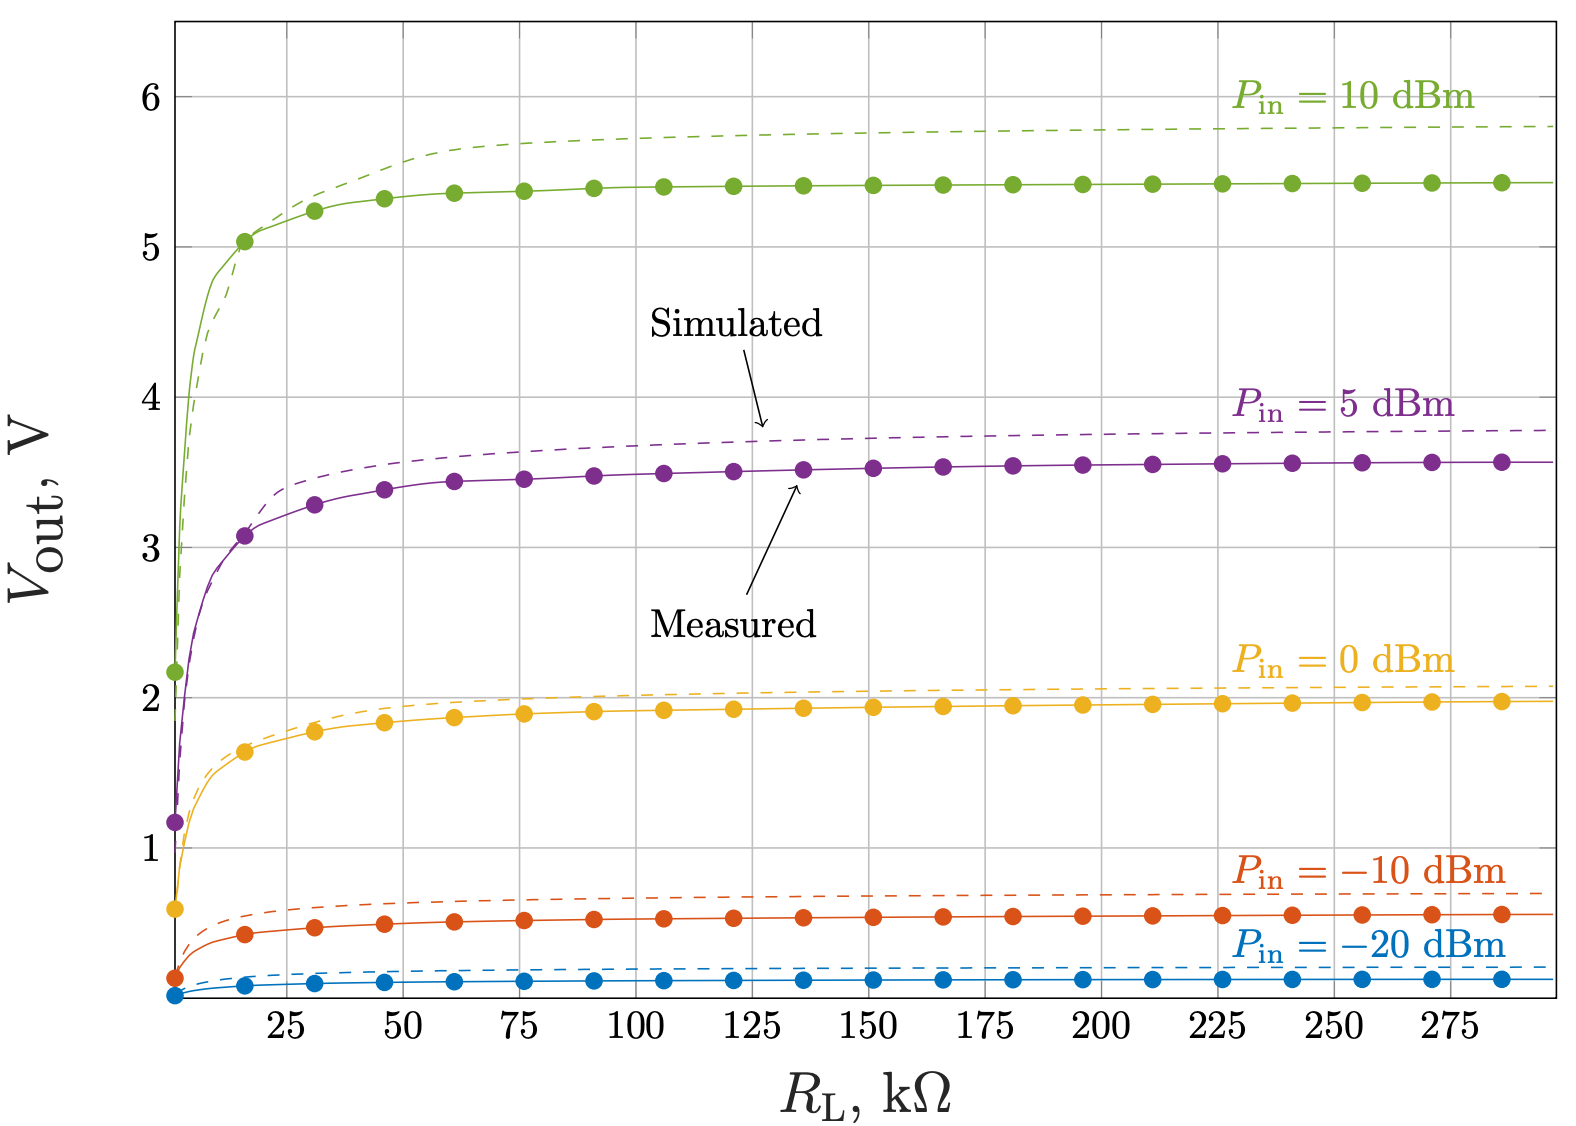 6
5
4
3
2
1
25 50 75 100 125 150 175 200 225 250 275
Vout, V
R_L, kΩ
P_in = 10 dBm
Simulated
P_in = 5 dBm
Measured
P_in = 0 dBm
P_in = −10 dBm
P_in = −20 dBm